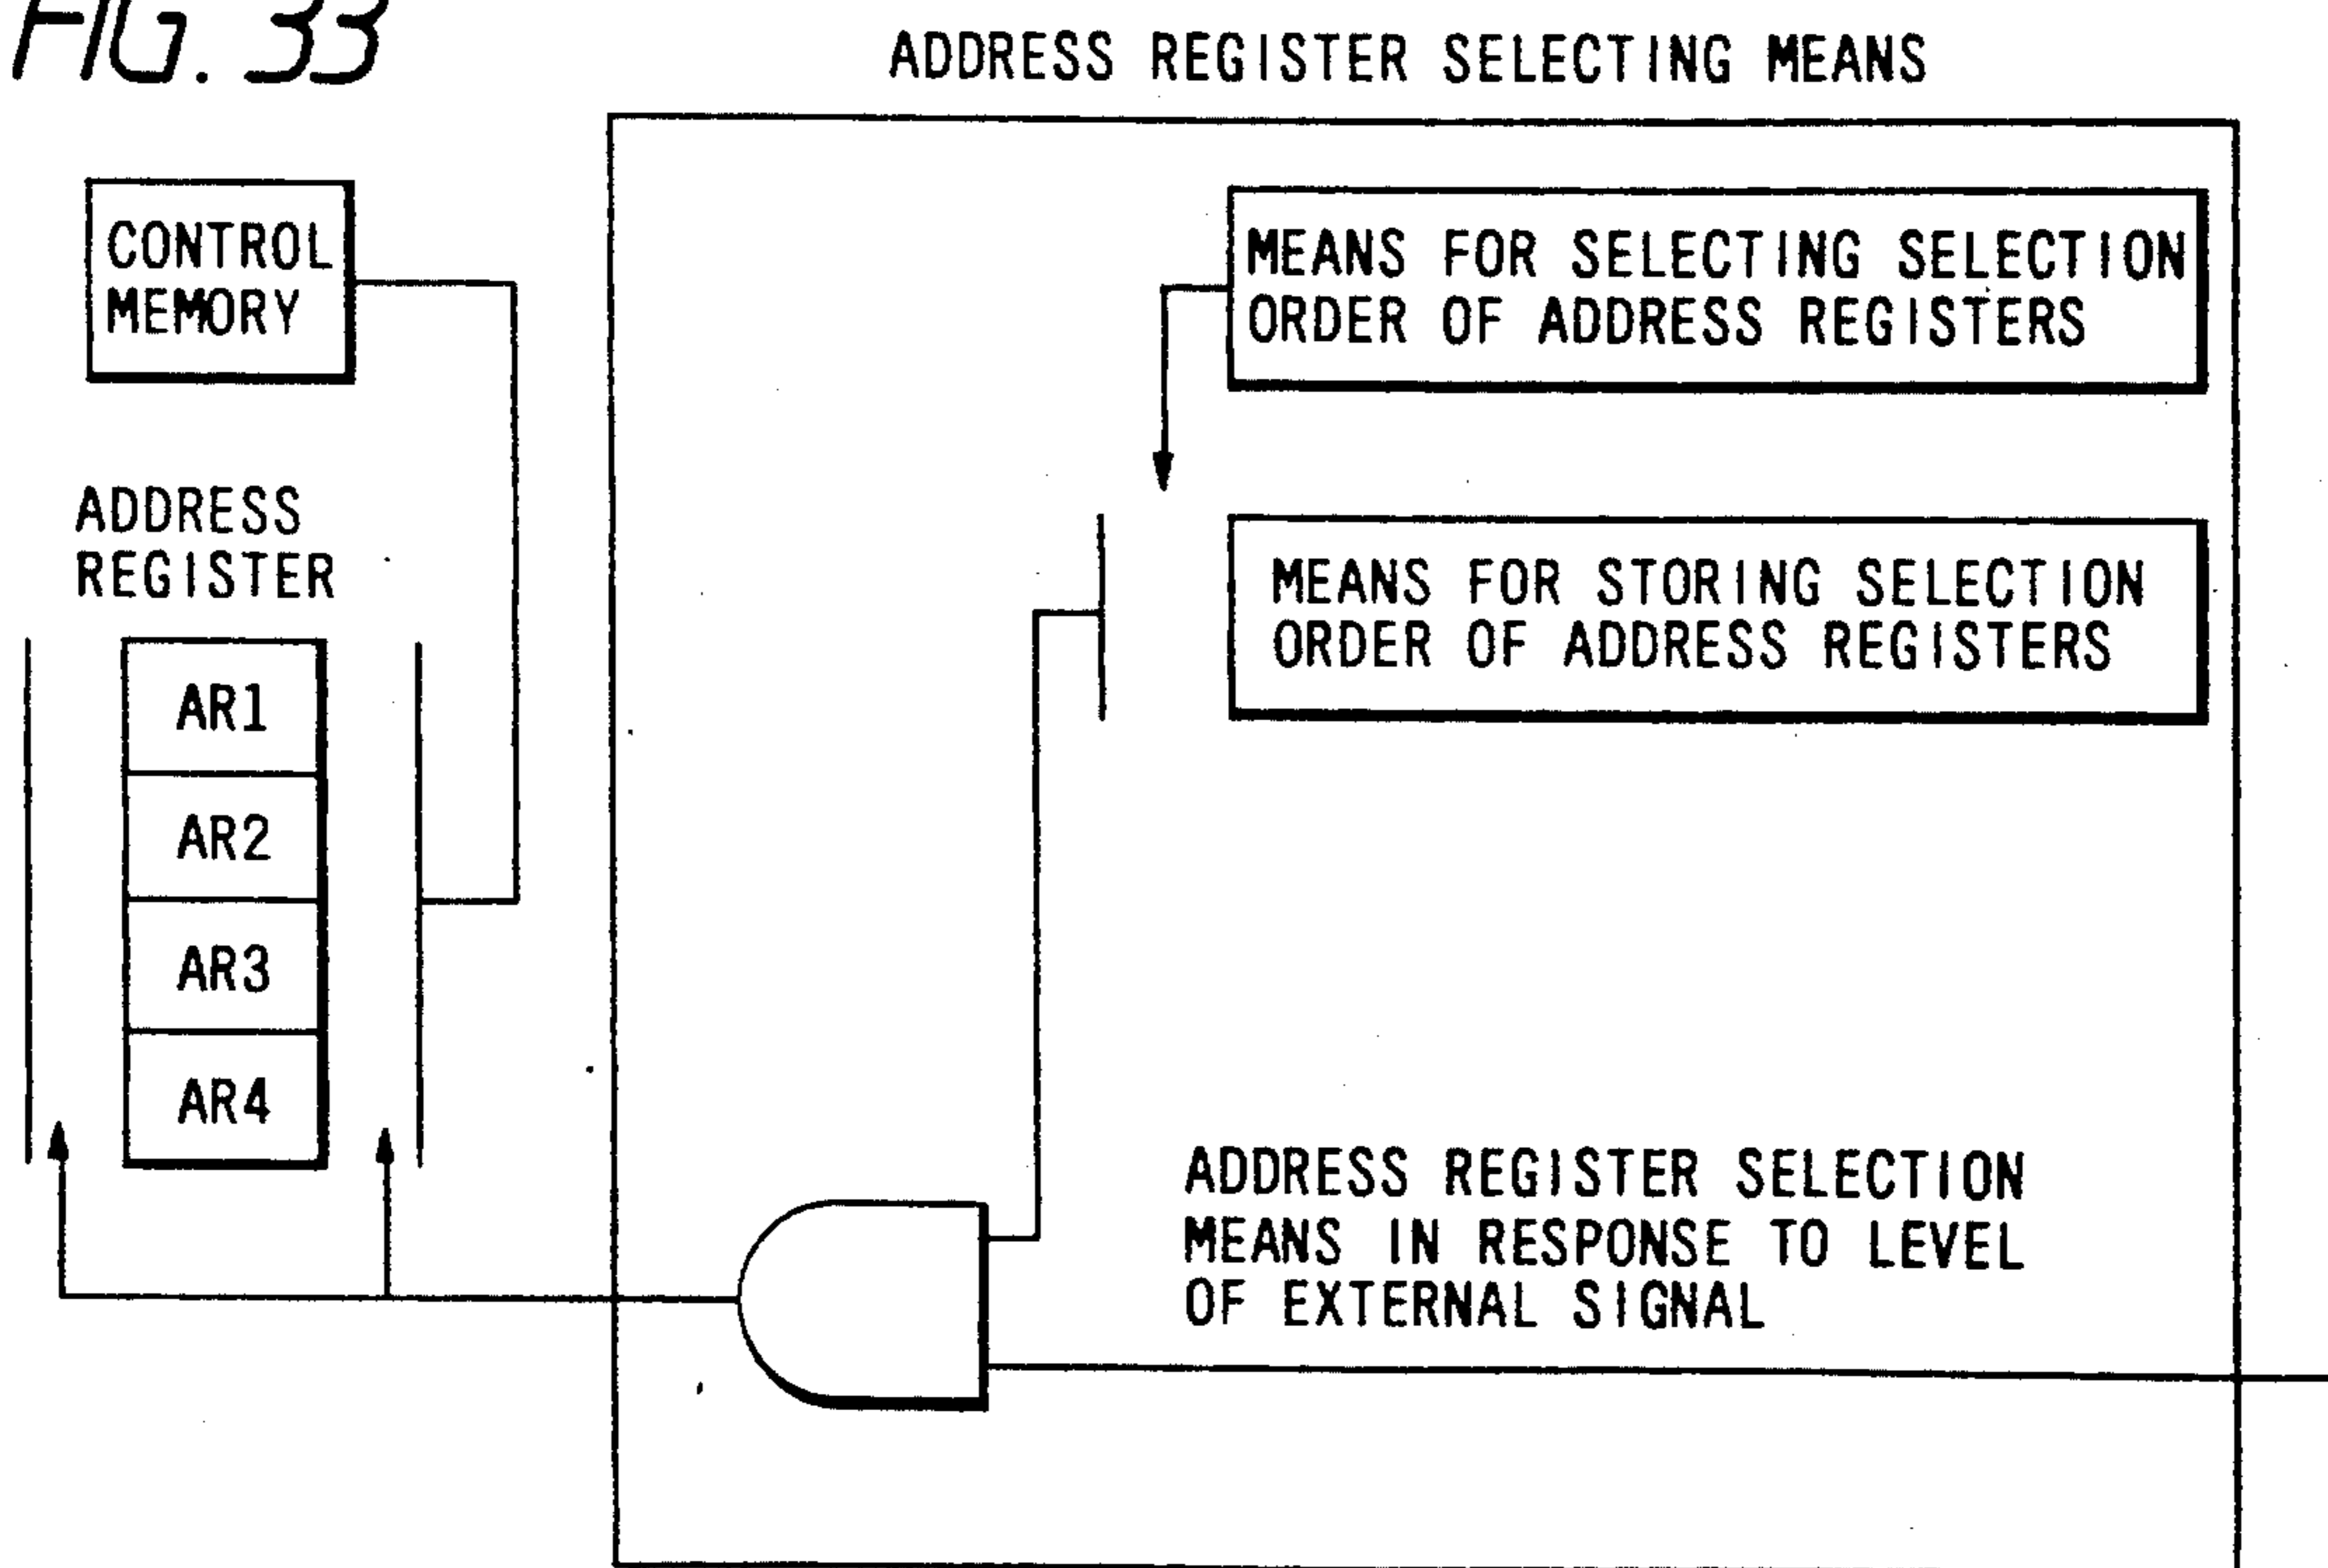 FIG. 33
ADDRESS REGISTER SELECTING MEANS
CONTROL
MEMORY
MEANS FOR SELECTING SELECTION
ORDER OF ADDRESS REGISTERS
ADDRESS
REGISTER
MEANS FOR STORING SELECTION
ORDER OF ADDRESS REGISTERS
AR1
AR2
AR3
AR4
ADDRESS REGISTER SELECTION
MEANS IN RESPONSE TO LEVEL
OF EXTERNAL SIGNAL